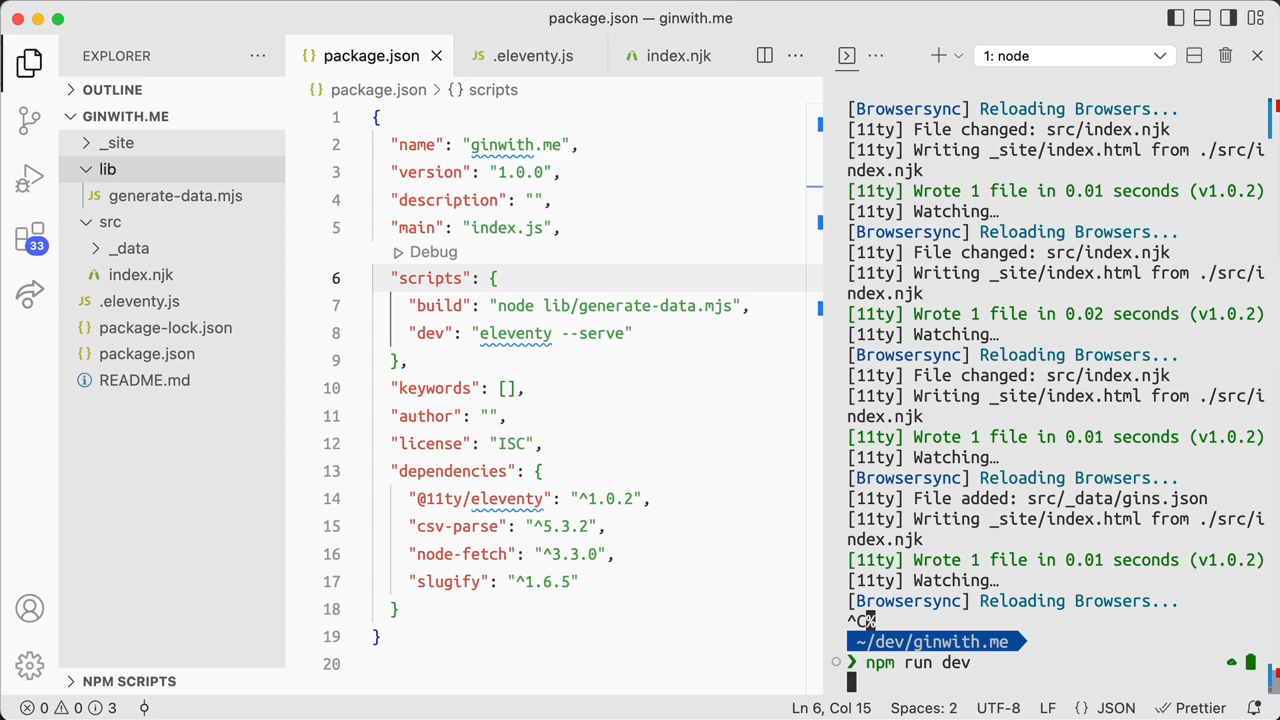 package.json — ginwith.me
EXPLORER ···
OUTLINE
GINWITH.ME
_site
lib
JS generate-data.mjs
src
_data
index.njk
JS .eleventy.js
{} package-lock.json
{} package.json
README.md
NPM SCRIPTS
33
{} package.json
JS .eleventy.js
index.njk
···
{} package.json > {} scripts
1 {
2 "name": "ginwith.me",
3 "version": "1.0.0",
4 "description": "",
5 "main": "index.js",
Debug
6 "scripts": {
7 "build": "node lib/generate-data.mjs",
8 "dev": "eleventy --serve"
9 },
10 "keywords": [],
11 "author": "",
12 "license": "ISC",
13 "dependencies": {
14 "@11ty/eleventy": "^1.0.2",
15 "csv-parse": "^5.3.2",
16 "node-fetch": "^3.3.0",
17 "slugify": "^1.6.5"
18 }
19 }
20
··· 1: node
[Browsersync] Reloading Browsers...
[11ty] File changed: src/index.njk
[11ty] Writing _site/index.html from ./src/i
ndex.njk
[11ty] Wrote 1 file in 0.01 seconds (v1.0.2)
[11ty] Watching…
[Browsersync] Reloading Browsers...
[11ty] File changed: src/index.njk
[11ty] Writing _site/index.html from ./src/i
ndex.njk
[11ty] Wrote 1 file in 0.02 seconds (v1.0.2)
[11ty] Watching…
[Browsersync] Reloading Browsers...
[11ty] File changed: src/index.njk
[11ty] Writing _site/index.html from ./src/i
ndex.njk
[11ty] Wrote 1 file in 0.01 seconds (v1.0.2)
[11ty] Watching…
[Browsersync] Reloading Browsers...
[11ty] File added: src/_data/gins.json
[11ty] Writing _site/index.html from ./src/i
ndex.njk
[11ty] Wrote 1 file in 0.01 seconds (v1.0.2)
[11ty] Watching…
[Browsersync] Reloading Browsers...
^C%
~/dev/ginwith.me
❯ npm run dev
0 0 3 Ln 6, Col 15 Spaces: 2 UTF-8 LF {} JSON Prettier